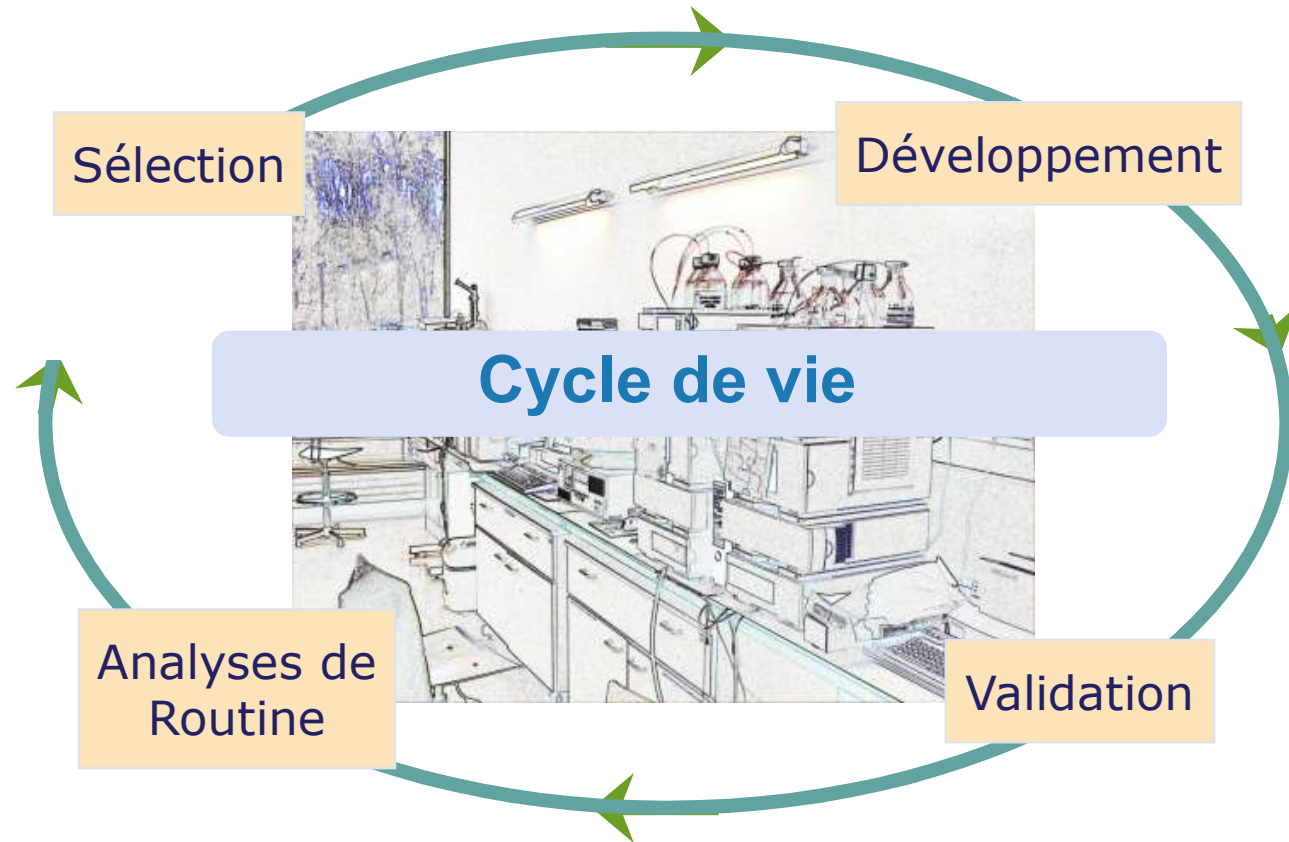 Sélection
Développement
Cycle de vie
Analyses de
Routine
Validation